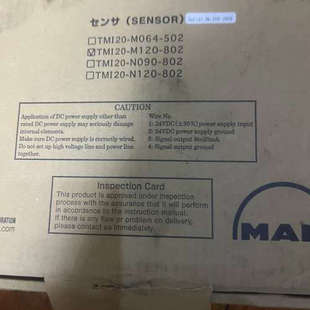 センサ (SENSOR)
TMI20-M064-502
TMI20-M120-802
TMI20-N090-802
TMI20-N120-802
CAUTION
Application of DC power supply other than
rated DC power may seriously damage
internal elements.
Make sure DC power is correctly wired.
Do not set up high voltage line and power line
together.
Wire No.
1: 24VDC(±30%) power supply input
2: 24VDC power supply ground
3: Signal output
4: Signal output ground
Inspection Card
This product is approved under inspection
process with the assurance that it will perform
in accordance to the instruction manual.
If any flaw or problem on delivery,
please contact us immediately.
RATION
.com
MAN